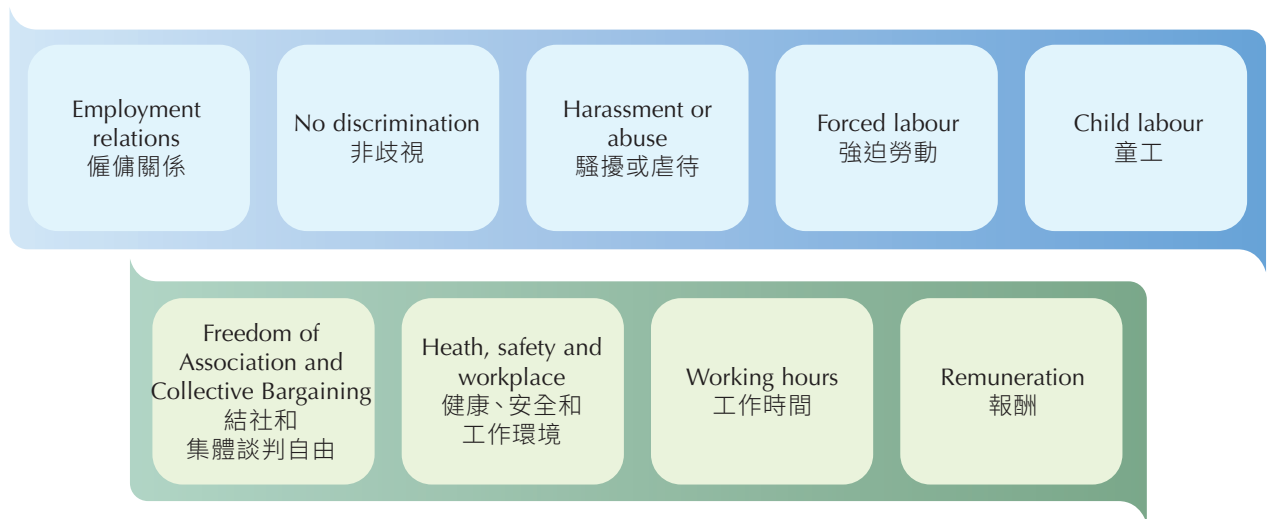 Employment
relations
僱傭關係
No discrimination
非歧視
Harassment or
abuse
騷擾或虐待
Forced labour
強迫勞動
Child labour
童工
Freedom of
Association and
Collective Bargaining
結社和
集體談判自由
Heath, safety and
workplace
健康、安全和
工作環境
Working hours
工作時間
Remuneration
報酬